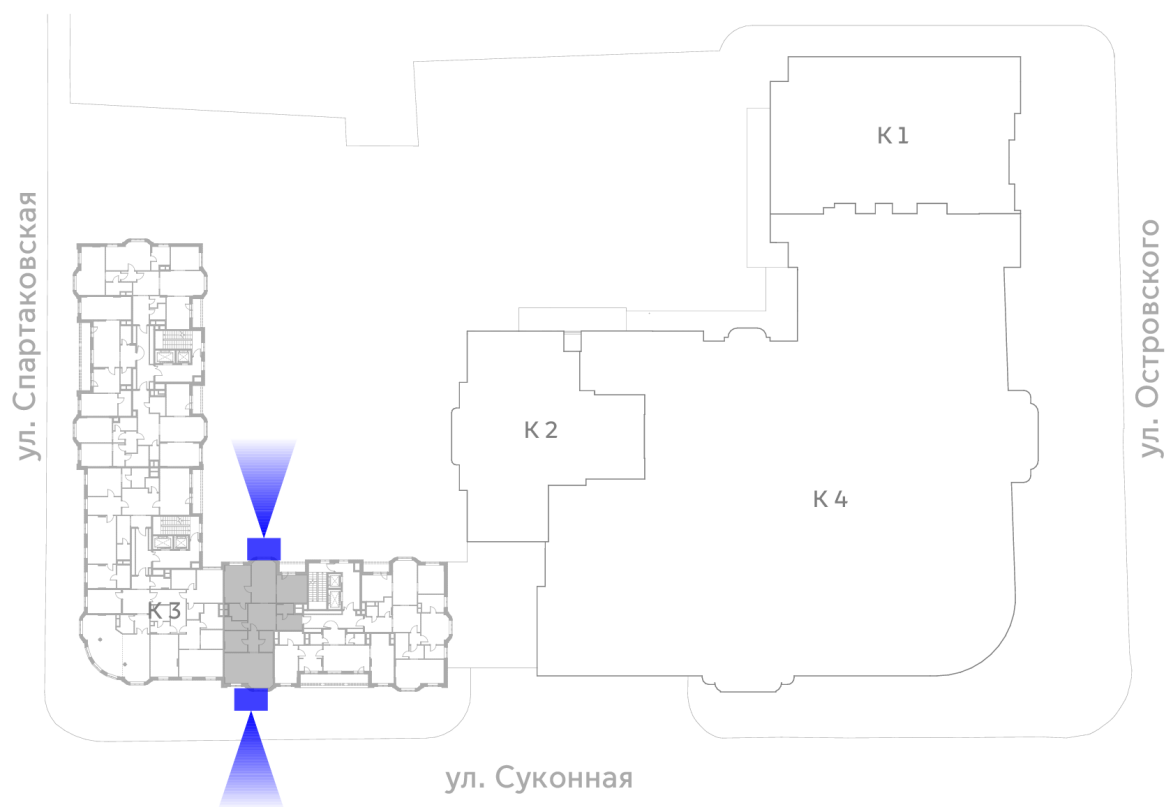 К 1
ул. Спартаковская
ул. Островского
К 2
К 4
К 3
ул. Суконная